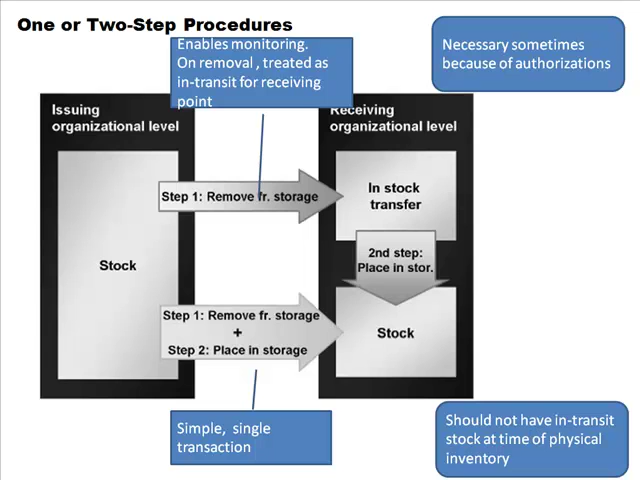 One or Two-Step Procedures
Enables monitoring.
On removal , treated as
in-transit for receiving
point
Necessary sometimes
because of authorizations
Issuing
organizational level
Receiving
organizational level
Step 1: Remove fr. storage
In stock
transfer
Stock
2nd step:
Place in stor.
Step 1: Remove fr. storage
+
Step 2: Place in storage
Stock
Simple, single
transaction
Should not have in-transit
stock at time of physical
inventory